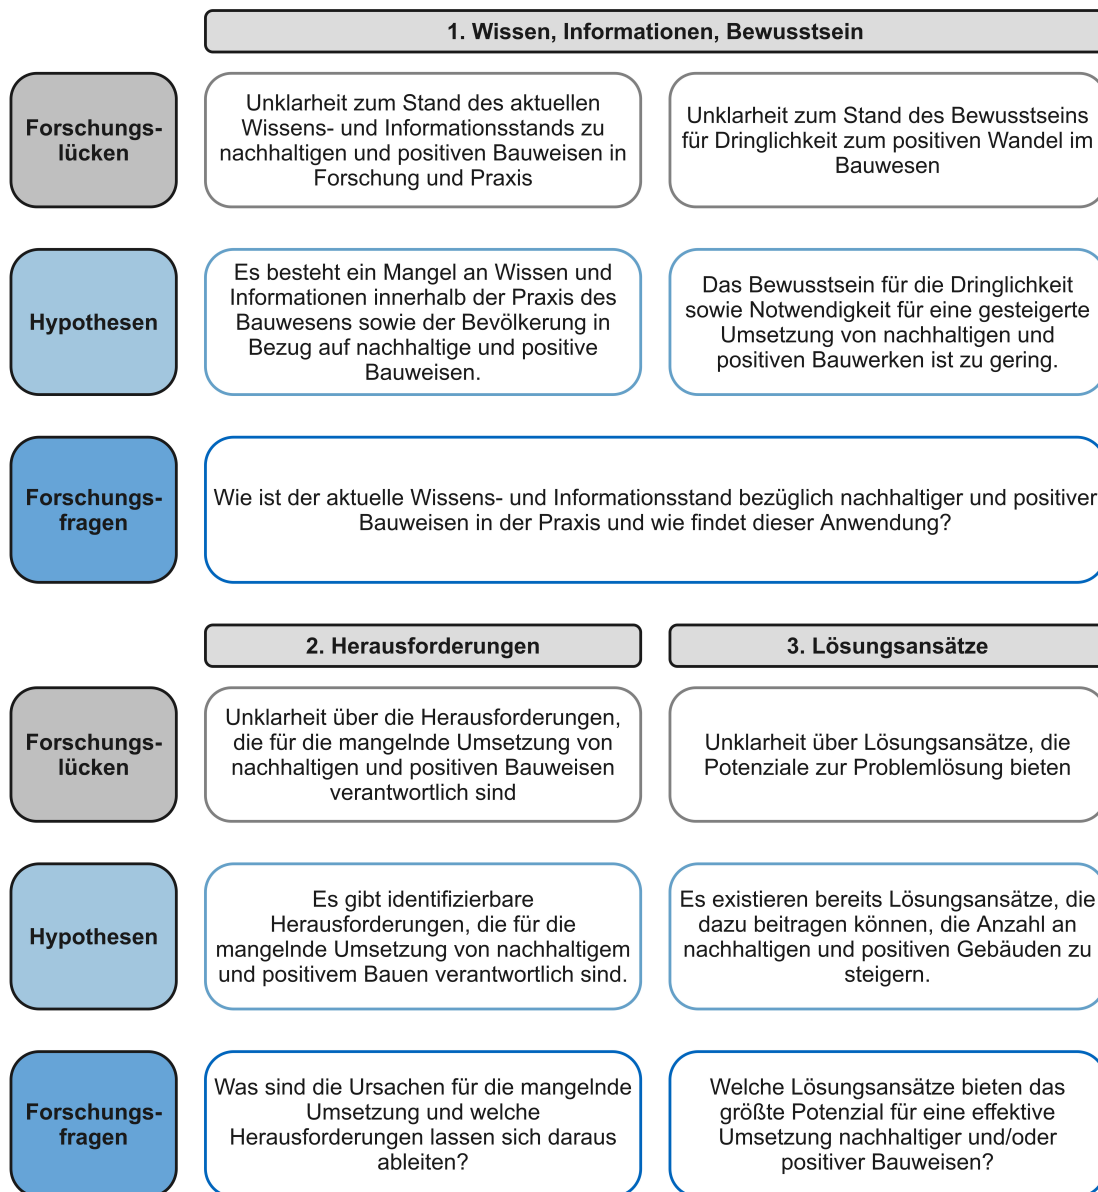 1. Wissen, Informationen, Bewusstsein
Forschungs-
lücken
Unklarheit zum Stand des aktuellen
Wissens- und Informationsstands zu
nachhaltigen und positiven Bauweisen in
Forschung und Praxis
Unklarheit zum Stand des Bewusstseins
für Dringlichkeit zum positiven Wandel im
Bauwesen
Hypothesen
Es besteht ein Mangel an Wissen und
Informationen innerhalb der Praxis des
Bauwesens sowie der Bevölkerung in
Bezug auf nachhaltige und positive
Bauweisen.
Das Bewusstsein für die Dringlichkeit
sowie Notwendigkeit für eine gesteigerte
Umsetzung von nachhaltigen und
positiven Bauwerken ist zu gering.
Forschungs-
fragen
Wie ist der aktuelle Wissens- und Informationsstand bezüglich nachhaltiger und positiver
Bauweisen in der Praxis und wie findet dieser Anwendung?
2. Herausforderungen
3. Lösungsansätze
Forschungs-
lücken
Unklarheit über die Herausforderungen,
die für die mangelnde Umsetzung von
nachhaltigen und positiven Bauweisen
verantwortlich sind
Unklarheit über Lösungsansätze, die
Potenziale zur Problemlösung bieten
Hypothesen
Es gibt identifizierbare
Herausforderungen, die für die
mangelnde Umsetzung von nachhaltigem
und positivem Bauen verantwortlich sind.
Es existieren bereits Lösungsansätze, die
dazu beitragen können, die Anzahl an
nachhaltigen und positiven Gebäuden zu
steigern.
Forschungs-
fragen
Was sind die Ursachen für die mangelnde
Umsetzung und welche
Herausforderungen lassen sich daraus
ableiten?
Welche Lösungsansätze bieten das
größte Potenzial für eine effektive
Umsetzung nachhaltiger und/oder
positiver Bauweisen?